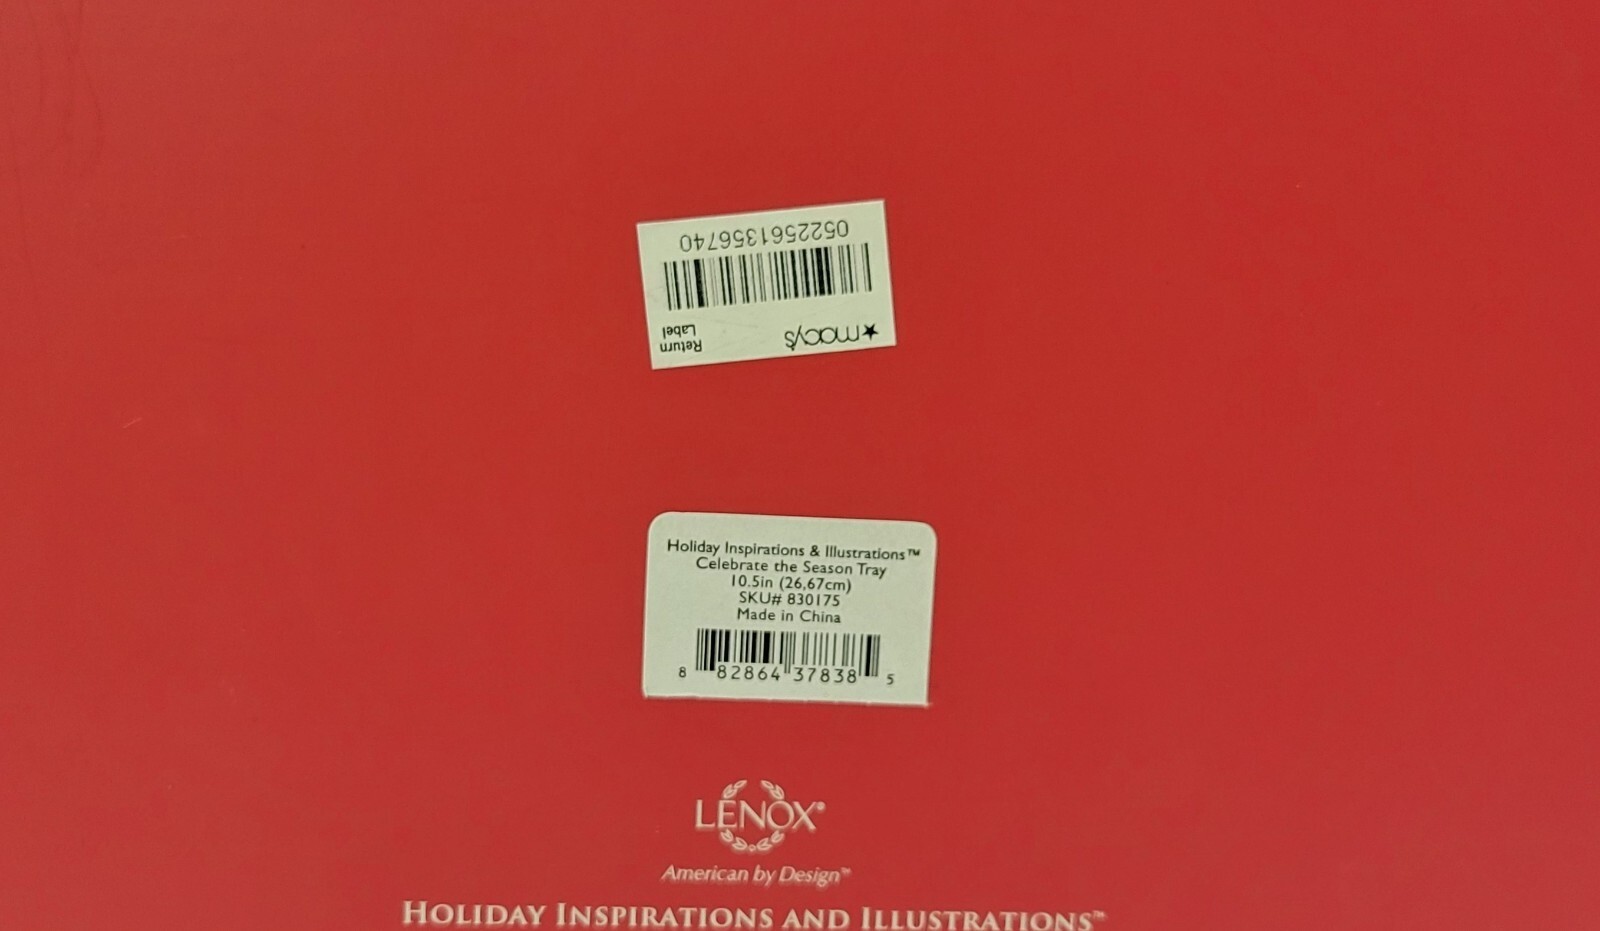 ★macy's
Return
Label
0522561356740
Holiday Inspirations & Illustrations™
Celebrate the Season Tray
10.5in (26,67cm)
SKU# 830175
Made in China
8 82864 37838 5
LENOX®
American by Design™
HOLIDAY INSPIRATIONS AND ILLUSTRATIONS™